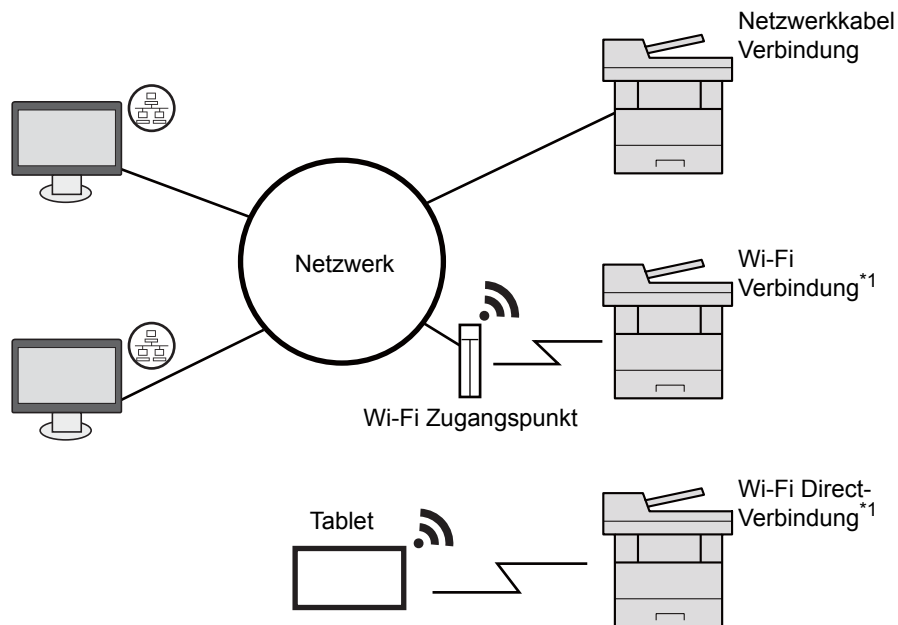 Netzwerkkabel
Verbindung
Netzwerk
Wi-Fi
Verbindung*1
Wi-Fi Zugangspunkt
Wi-Fi Direct-
Verbindung*1
Tablet